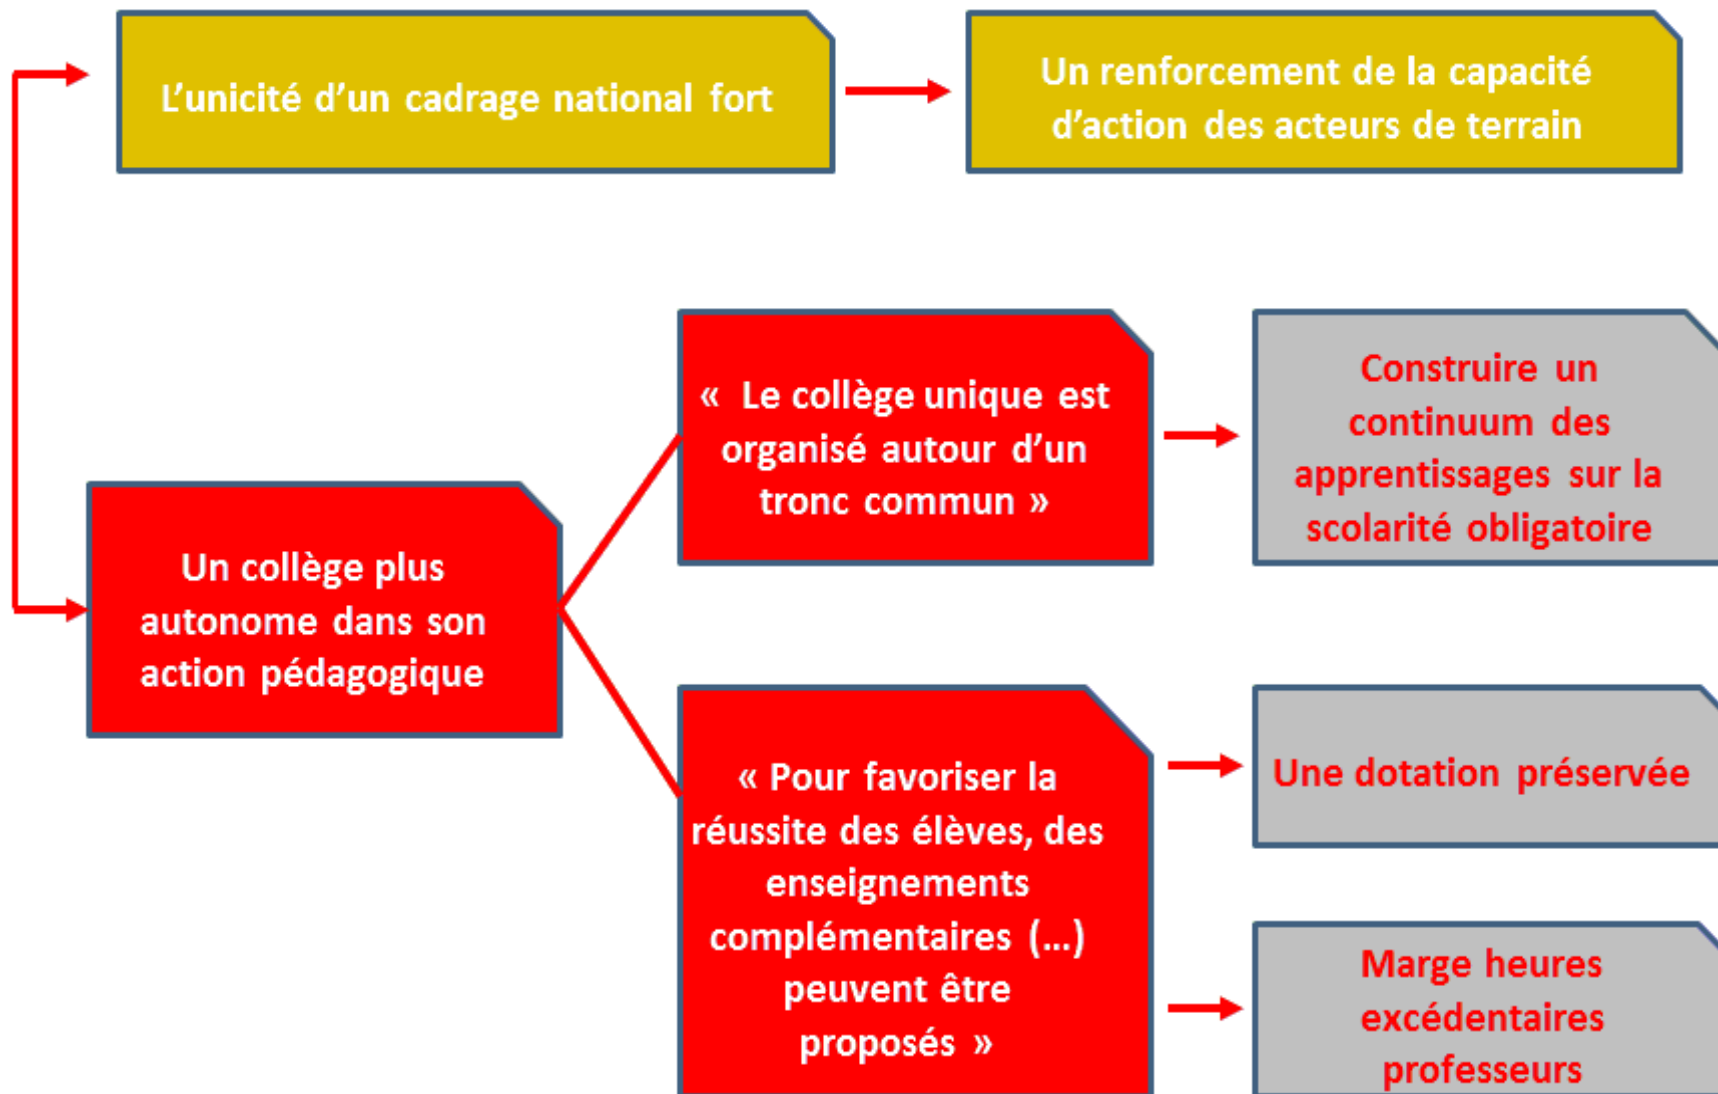 L’unicité d’un cadrage national fort
Un renforcement de la capacité
d’action des acteurs de terrain
Un collège plus
autonome dans son
action pédagogique
« Le collège unique est
organisé autour d’un
tronc commun »
Construire un
continuum des
apprentissages sur la
scolarité obligatoire
« Pour favoriser la
réussite des élèves, des
enseignements
complémentaires (…)
peuvent être
proposés »
Une dotation préservée
Marge heures
excédentaires
professeurs